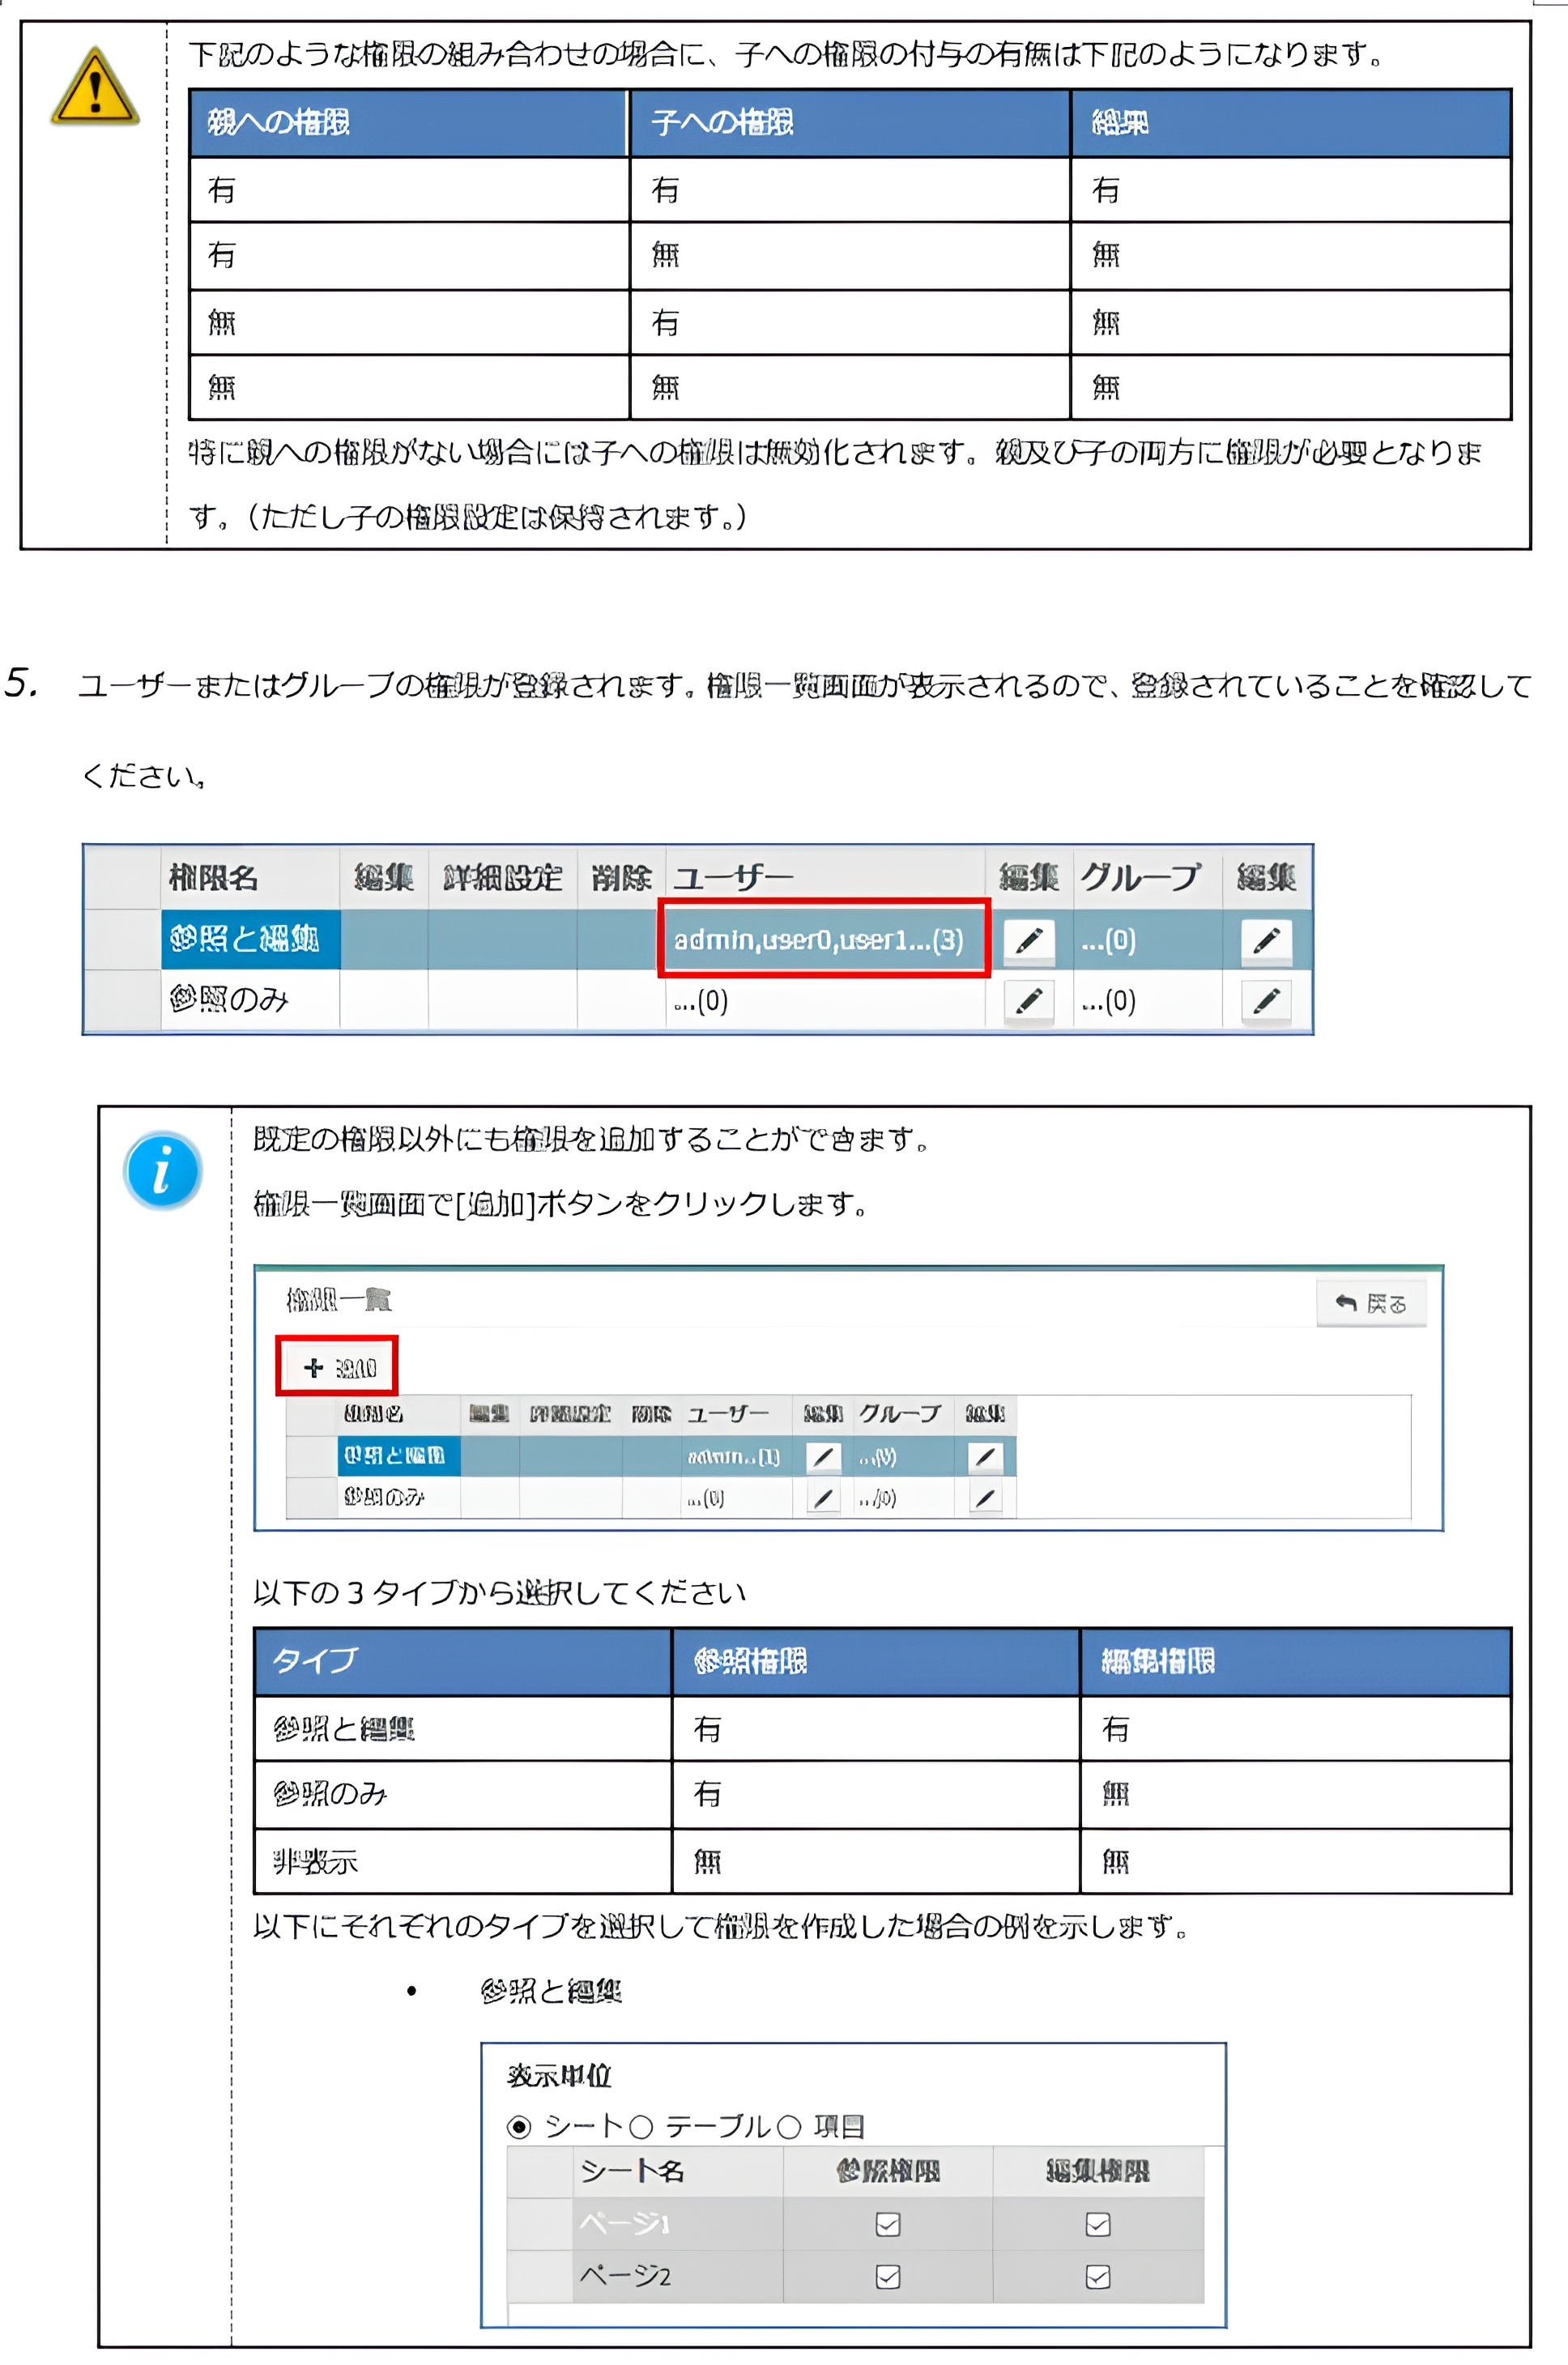 下記のような権限の組み合わせの場合に、子への権限の付与の有無は下記のようになります。
親への権限 子への権限 結果
有 有 有
有 無 無
無 有 無
無 無 無
特に親への権限がない場合には子への権限は無効化されます。親及び子の両方に権限が必要となりま
す。(ただし子の権限設定は保持されます。)
5. ユーザーまたはグループの権限が登録されます。権限一覧画面が表示されるので、登録されていることを確認して
ください。
権限名 編集 詳細設定 削除 ユーザー 編集 グループ 編集
参照と編集 admin,user0,user1...(3) ...(0)
参照のみ ...(0) ...(0)
既定の権限以外にも権限を追加することができます。
権限一覧画面で[追加]ボタンをクリックします。
権限一覧
戻る
追加
権限名 編集 詳細設定 削除 ユーザー 編集 グループ 編集
参照と編集 admin...(1) ...(0)
参照のみ ...(0) ...(0)
以下の 3 タイプから選択してください
タイプ 参照権限 編集権限
参照と編集 有 有
参照のみ 有 無
非表示 無 無
以下にそれぞれのタイプを選択して権限を作成した場合の例を示します。
• 参照と編集
表示単位
シート テーブル 項目
シート名 参照権限 編集権限
ページ1
ページ2